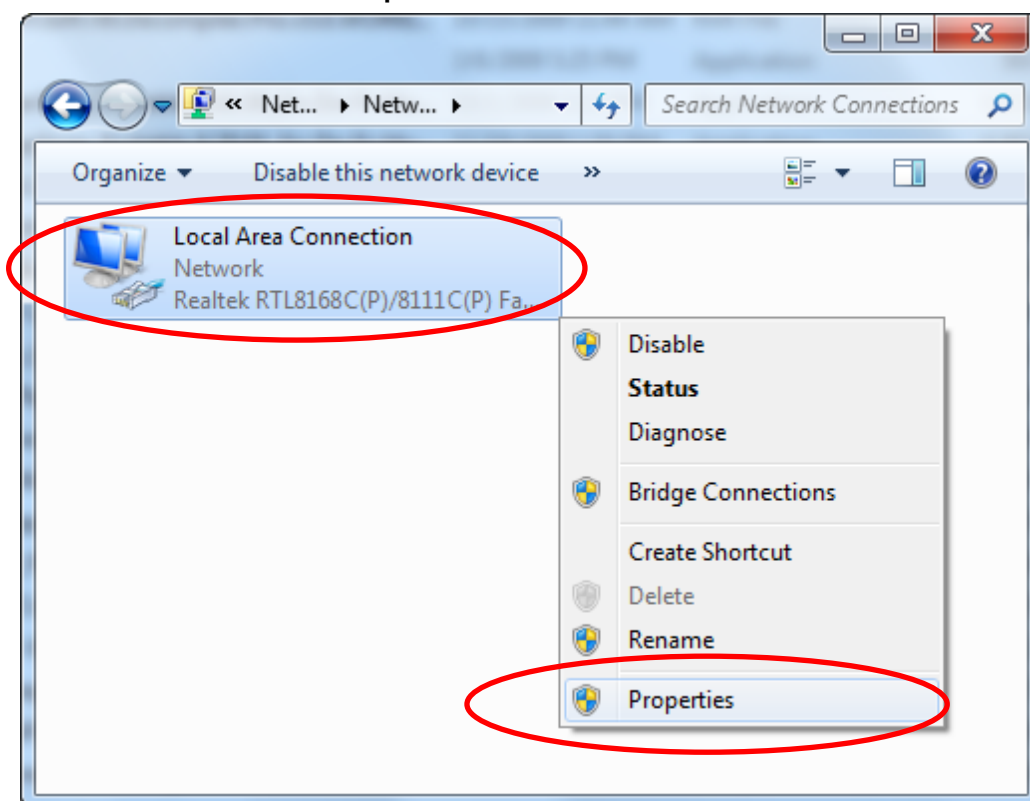 « Net... Netw...
Search Network Connections
Organize Disable this network device »
Local Area Connection
Network
Realtek RTL8168C(P)/8111C(P) Fa...
Disable
Status
Diagnose
Bridge Connections
Create Shortcut
Delete
Rename
Properties